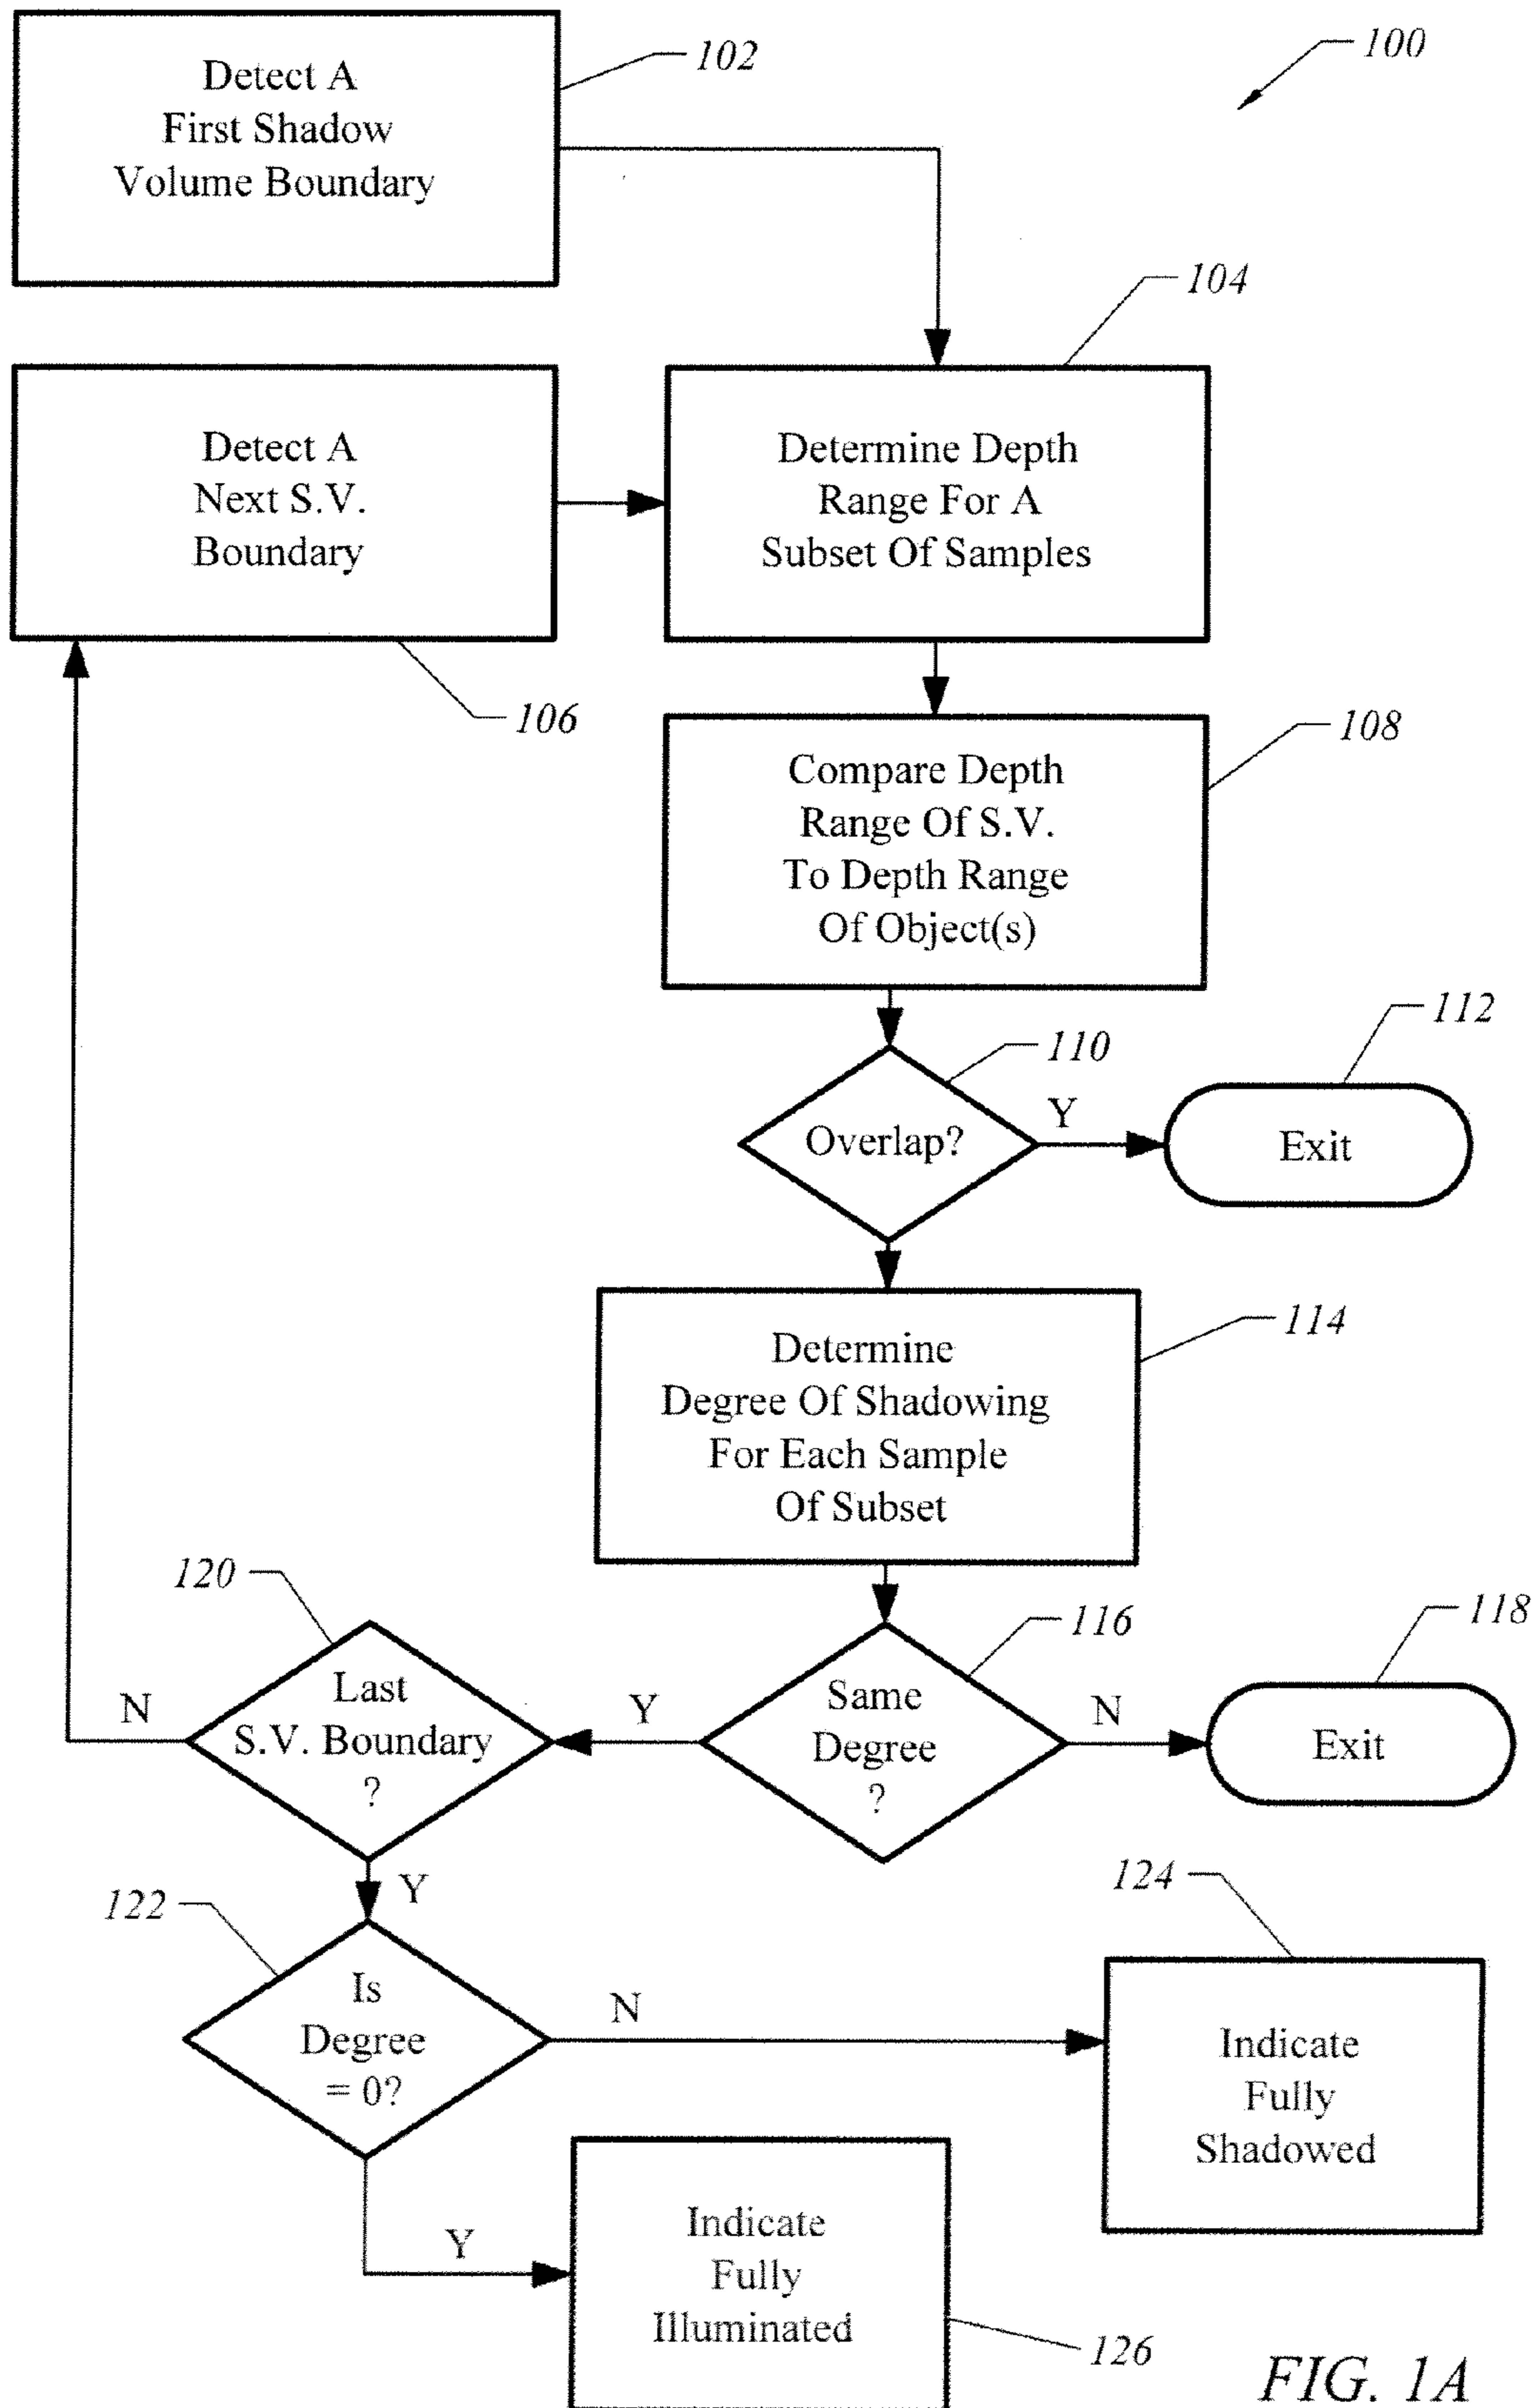 100
102
Detect A
First Shadow
Volume Boundary
104
Detect A
Next S.V.
Boundary
106
Determine Depth
Range For A
Subset Of Samples
108
Compare Depth
Range Of S.V.
To Depth Range
Of Object(s)
110
Overlap?
Y
112
Exit
114
Determine
Degree Of Shadowing
For Each Sample
Of Subset
116
Same
Degree
?
N
118
Exit
Y
120
Last
S.V. Boundary
?
N
Y
122
Is
Degree
= 0?
N
124
Indicate
Fully
Shadowed
Y
Indicate
Fully
Illuminated
126
FIG. 1A